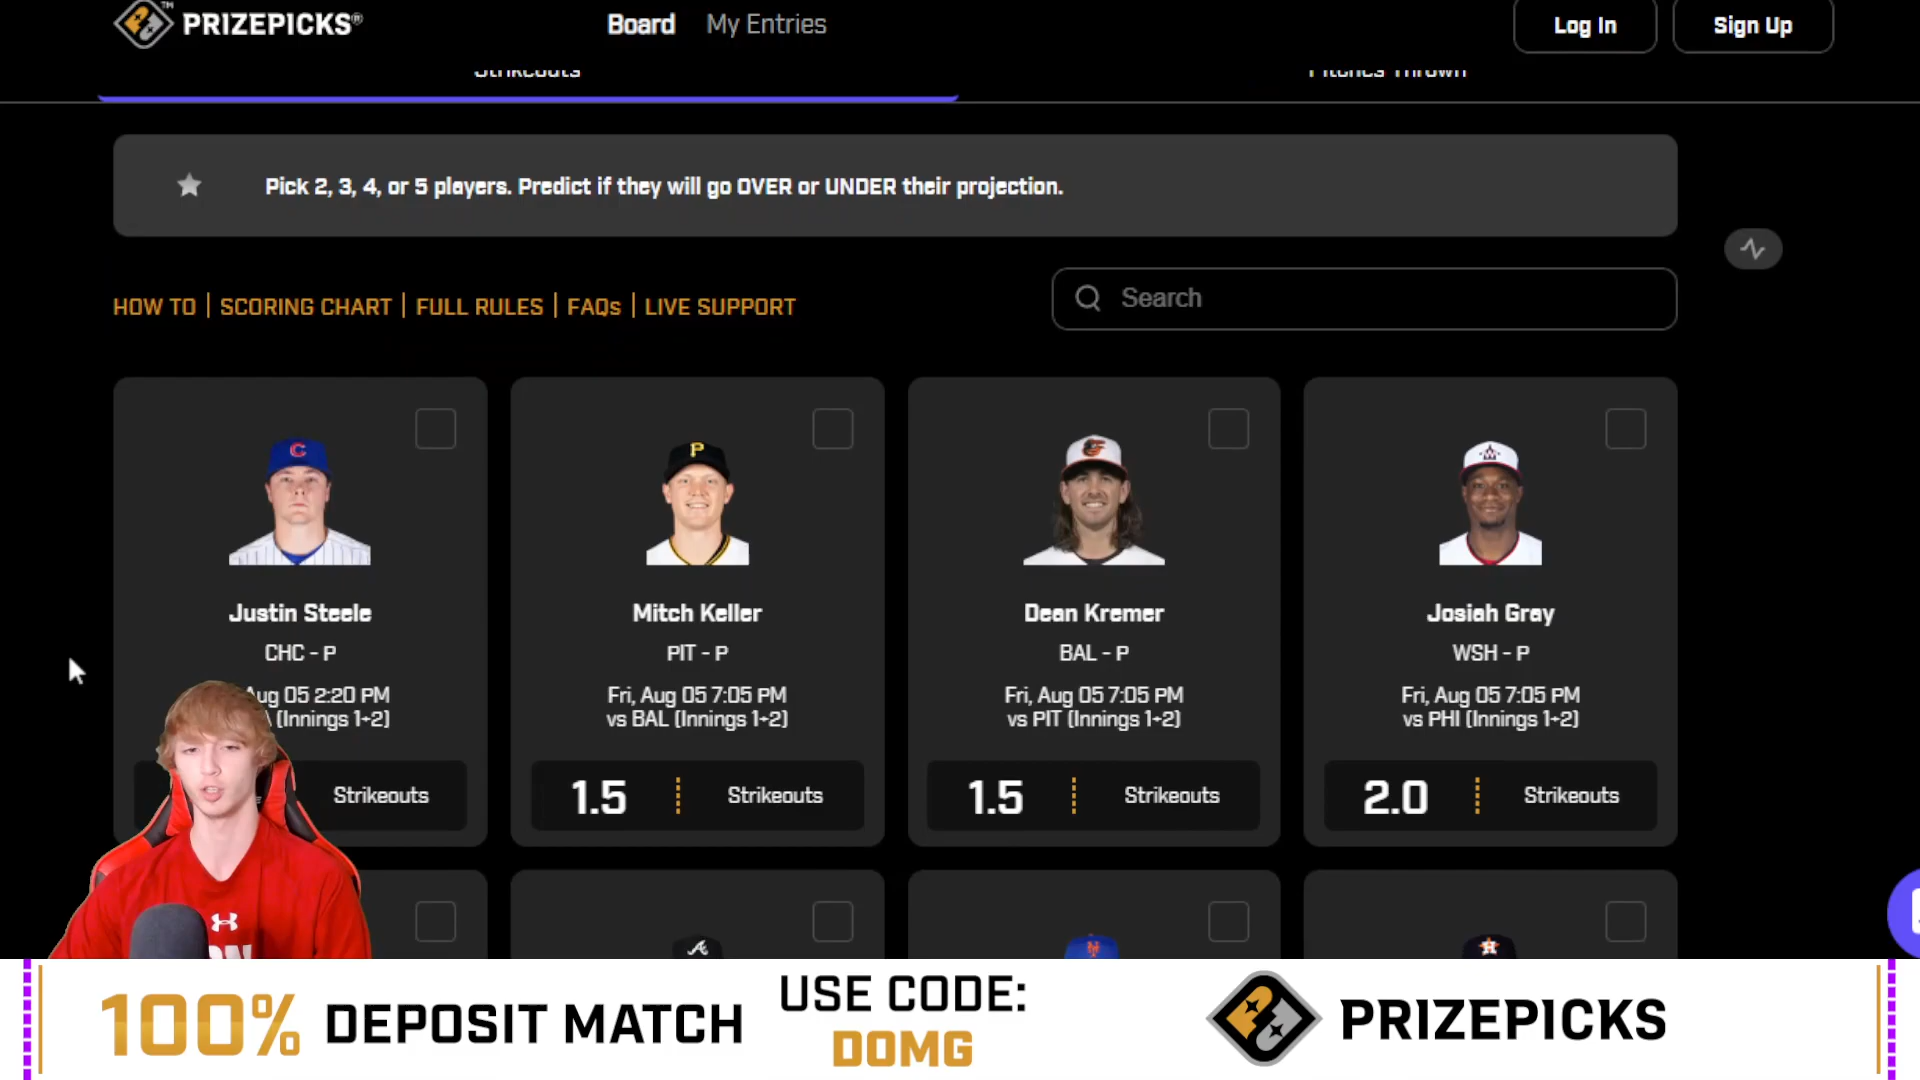 PRIZEPICKS®
Board
My Entries
Log In
Sign Up
Strikeouts
Pitches Thrown
Pick 2, 3, 4, or 5 players. Predict if they will go OVER or UNDER their projection.
HOW TO | SCORING CHART | FULL RULES | FAQs | LIVE SUPPORT
Search
Justin Steele
CHC - P
Aug 05 2:20 PM
(Innings 1+2)
Strikeouts
Mitch Keller
PIT - P
Fri, Aug 05 7:05 PM
vs BAL (Innings 1+2)
1.5
Strikeouts
Dean Kremer
BAL - P
Fri, Aug 05 7:05 PM
vs PIT (Innings 1+2)
1.5
Strikeouts
Josiah Gray
WSH - P
Fri, Aug 05 7:05 PM
vs PHI (Innings 1+2)
2.0
Strikeouts
100% DEPOSIT MATCH
USE CODE:
DOMG
PRIZEPICKS